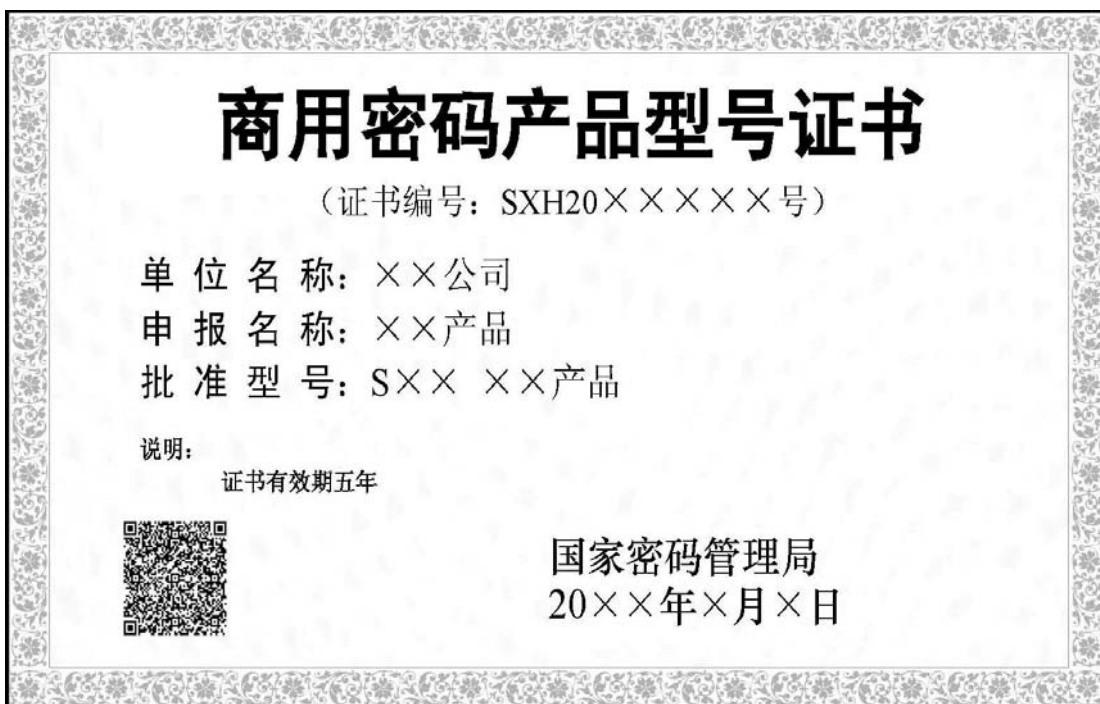 商用密码产品型号证书
（证书编号：SXH20×××××号）
单位名称：××公司
申报名称：××产品
批准型号：S×× ××产品
说明：
证书有效期五年
国家密码管理局
20××年×月×日